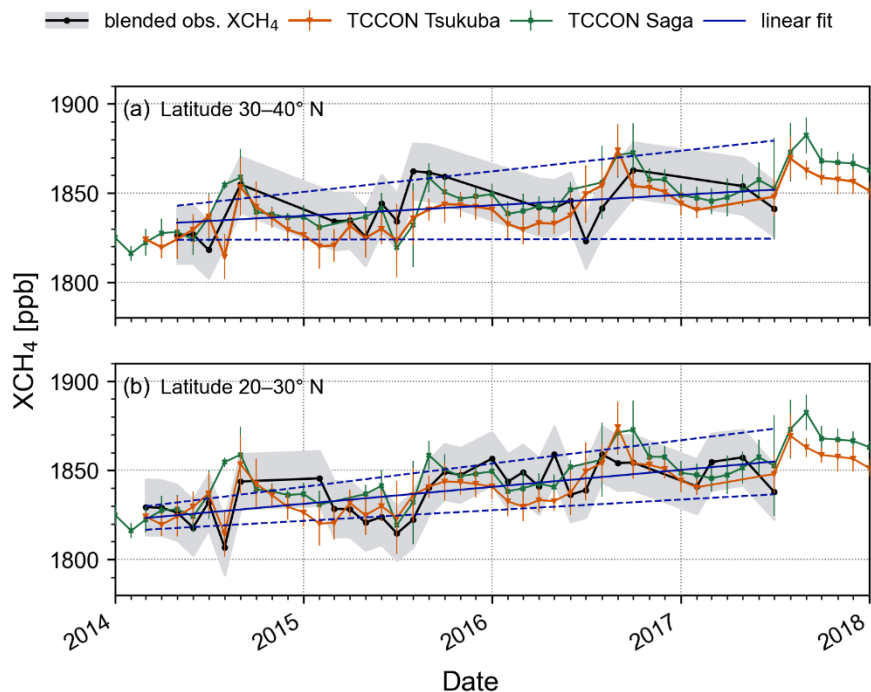 blended obs. XCH₄ TCCON Tsukuba TCCON Saga linear fit
(a) Latitude 30–40° N
1900
1850
1800
XCH₄ [ppb]
(b) Latitude 20–30° N
1900
1850
1800
2014 2015 2016 2017 2018
Date